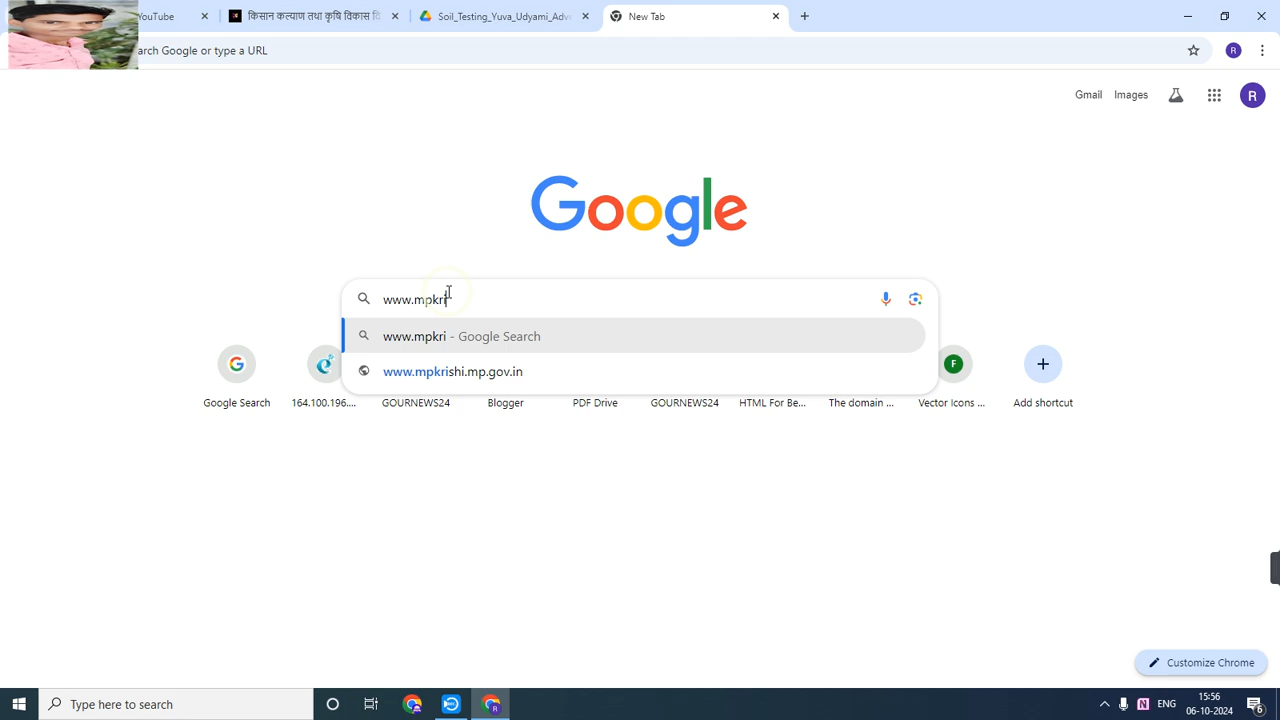 YouTube
किसान कल्याण तथा कृषि विकास वि
Yuva
New Tab
arch Google or type a URL
R
Gmail
Images
R
Google
www.mpkri
www.mpkri - Google Search
www.mpkrishi.mp.gov.in
G
F
Google Search
164.100.196....
GOURNEWS24
Blogger
PDF Drive
GOURNEWS24
HTML For Be...
The domain ...
Vector Icons ...
Add shortcut
Customize Chrome
Type here to search
ENG
15:56
06-10-2024
6